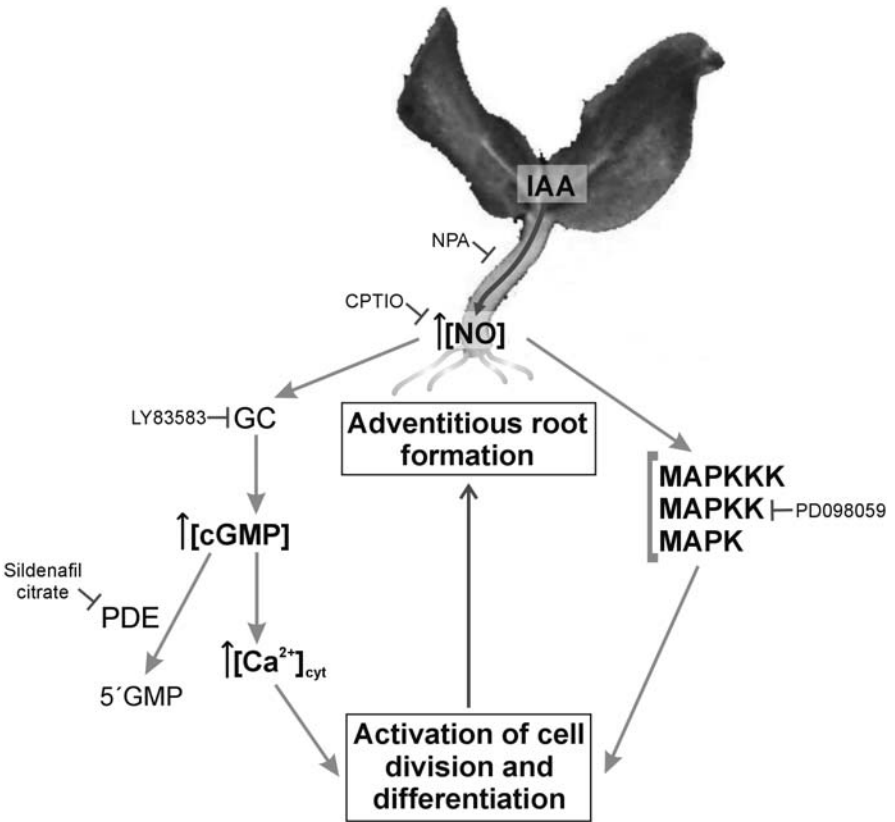 IAA
NPA
CPTIO
↑[NO]
LY83583
GC
Adventitious root
formation
MAPKKK
MAPKK
PD098059
MAPK
↑[cGMP]
Sildenafil
citrate
PDE
↑[Ca²⁺]cyt
5´GMP
Activation of cell
division and
differentiation